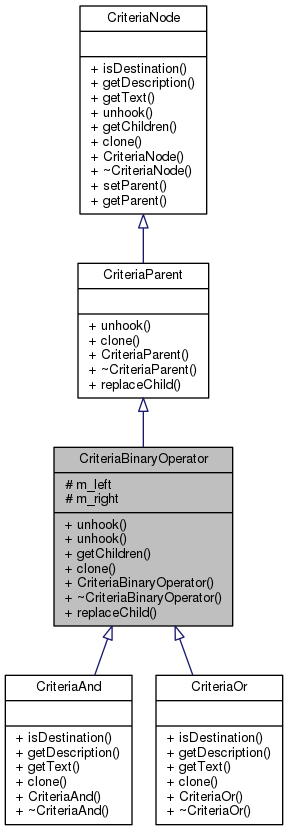 CriteriaNode
+ isDestination()
+ getDescription()
+ getText()
+ unhook()
+ getChildren()
+ clone()
+ CriteriaNode()
+ ~CriteriaNode()
+ setParent()
+ getParent()
CriteriaParent
+ unhook()
+ clone()
+ CriteriaParent()
+ ~CriteriaParent()
+ replaceChild()
CriteriaBinaryOperator
# m_left
# m_right
+ unhook()
+ unhook()
+ getChildren()
+ clone()
+ CriteriaBinaryOperator()
+ ~CriteriaBinaryOperator()
+ replaceChild()
CriteriaAnd
+ isDestination()
+ getDescription()
+ getText()
+ clone()
+ CriteriaAnd()
+ ~CriteriaAnd()
CriteriaOr
+ isDestination()
+ getDescription()
+ getText()
+ clone()
+ CriteriaOr()
+ ~CriteriaOr()